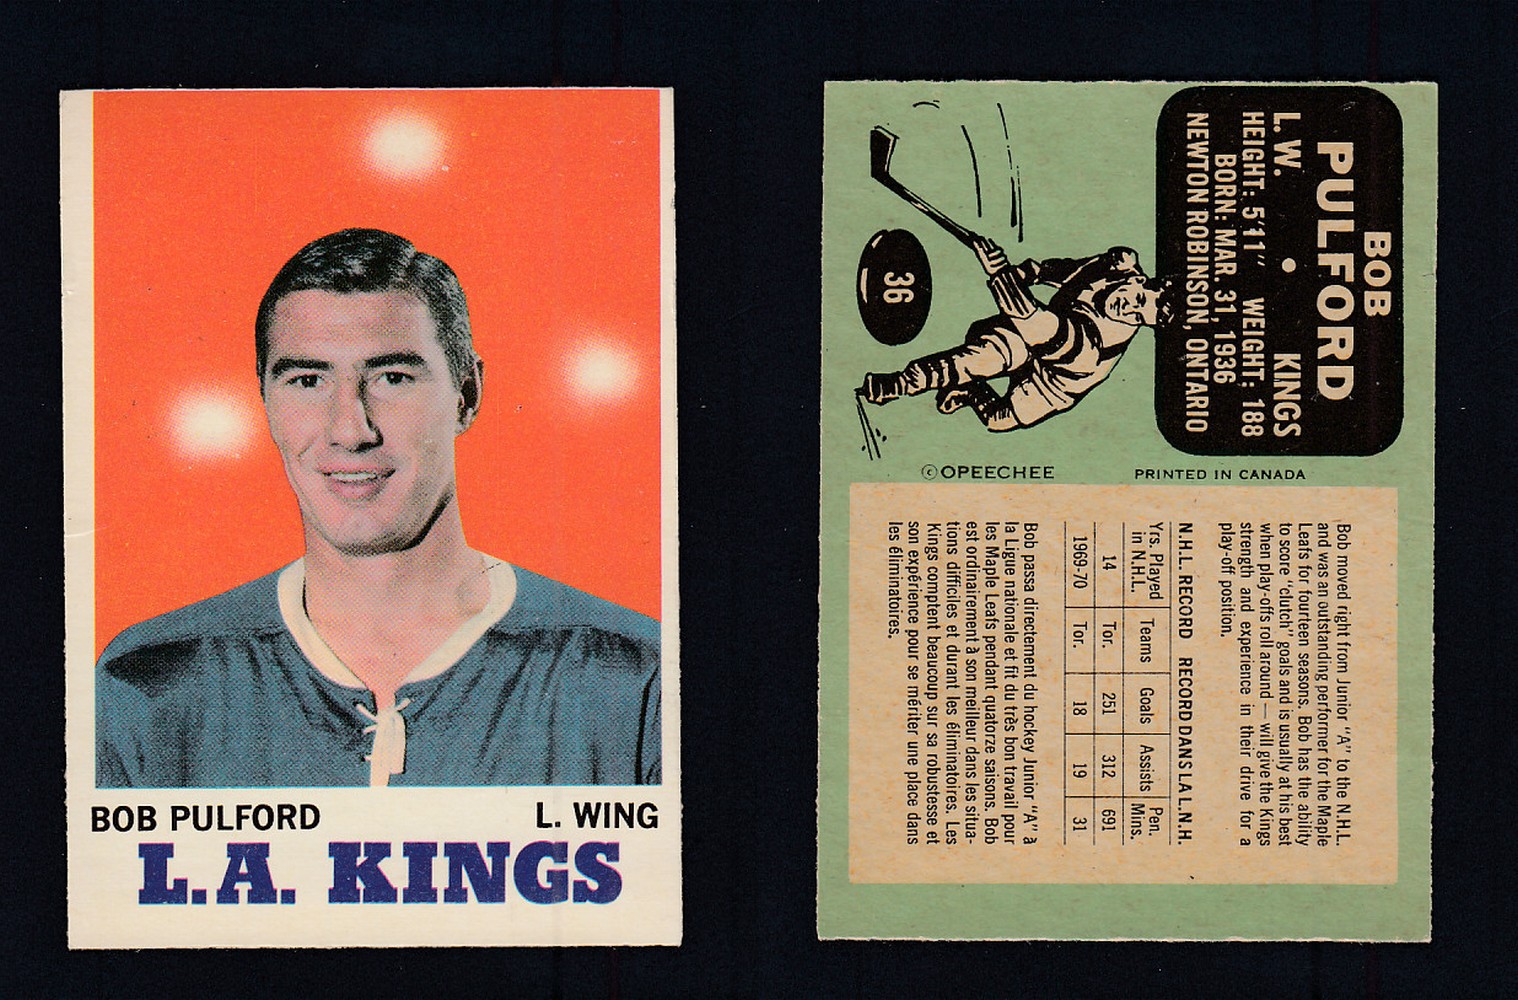 BOB PULFORD
L. WING
L.A. KINGS
BOB
PULFORD
L.W. • KINGS
HEIGHT: 5'11" WEIGHT: 188
BORN: MAR. 31, 1936
NEWTON ROBINSON, ONTARIO
36
© OPEECHEE
PRINTED IN CANADA
Bob moved right from Junior "A" to the N.H.L.
and was an outstanding performer for the Maple
Leafs for fourteen seasons. Bob has the ability
to score "clutch" goals and is usually at his best
when play-offs roll around — will give the Kings
strength and experience in their drive for a
play-off position.
N.H.L. RECORD RECORD DANS LA L.N.H.
Yrs. Played
in N.H.L. Teams Goals Assists Pen.
Mins.
14 Tor. 251 312 691
1969-70 Tor. 18 19 31
Bob passa directement du hockey Junior "A" à
la Ligue nationale et fit du très bon travail pour
les Maple Leafs pendant quatorze saisons. Bob
est ordinairement à son meilleur dans les situa-
tions difficiles et durant les éliminatoires. Les
Kings comptent beaucoup sur sa robustesse et
son expérience pour se mériter une place dans
les éliminatoires.